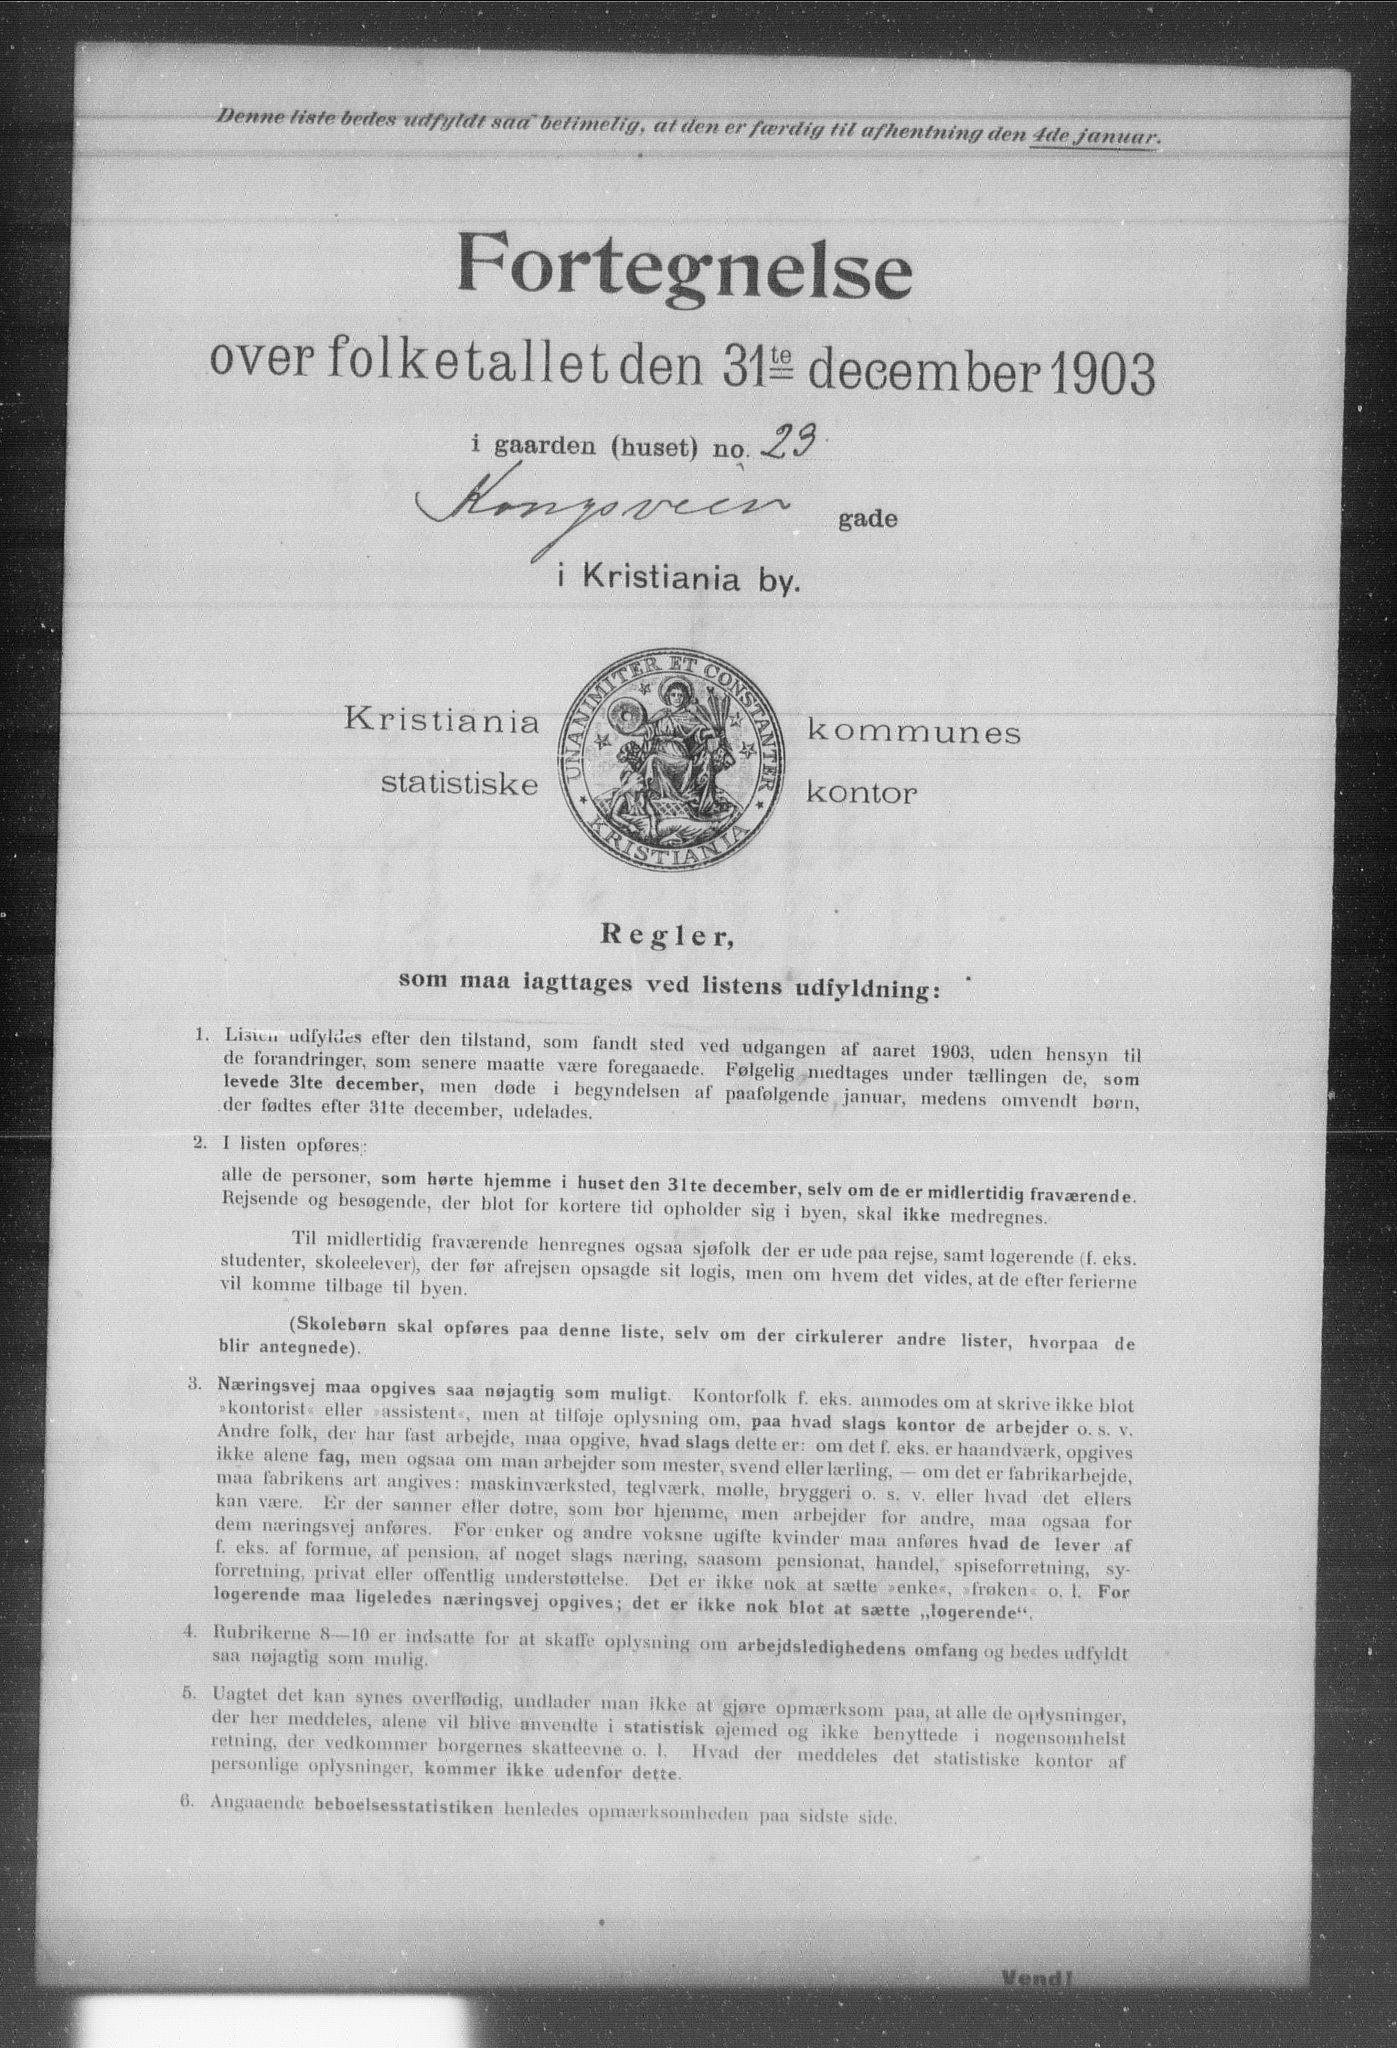 Denne liste bedes udfyldt saa betimelig, at den er færdig til afhentning den 4de januar.
Fortegnelse
over folketallet den 31te december 1903
i gaarden (huset) no. 23
Kongsveien gade
i Kristiania by.
UNANIMITER ET CONSTANTER
KRISTIANIA
Kristiania kommunes
statistiske kontor
Regler,
som maa iagttages ved listens udfyldning:
1. Listen udfyldes efter den tilstand, som fandt sted ved udgangen af aaret 1903, uden hensyn til
de forandringer, som senere maatte være foregaaede. Følgelig medtages under tællingen de, som
levede 31te december, men døde i begyndelsen af paafølgende januar, medens omvendt børn,
der fødtes efter 31te december, udelades.
2. I listen opføres:
alle de personer, som hørte hjemme i huset den 31te december, selv om de er midlertidig fraværende.
Rejsende og besøgende, der blot for kortere tid opholder sig i byen, skal ikke medregnes.
Til midlertidig fraværende henregnes ogsaa sjøfolk der er ude paa rejse, samt logerende (f. eks.
studenter, skoleelever), der før afrejsen opsagde sit logis, men om hvem det vides, at de efter ferierne
vil komme tilbage til byen.
(Skolebørn skal opføres paa denne liste, selv om der cirkulerer andre lister, hvorpaa de
blir antegnede).
3. Næringsvej maa opgives saa nøjagtig som muligt. Kontorfolk f. eks. anmodes om at skrive ikke blot
»kontorist« eller »assistent«, men at tilføje oplysning om, paa hvad slags kontor de arbejder o. s. v.
Andre folk, der har fast arbejde, maa opgive, hvad slags dette er: om det f. eks. er haandværk, opgives
ikke alene fag, men ogsaa om man arbejder som mester, svend eller lærling, — om det er fabrikarbejde,
maa fabrikens art angives: maskinværksted, teglværk, mølle, bryggeri o. s. v. eller hvad det ellers
kan være. Er der sønner eller døtre, som bor hjemme, men arbejder for andre, maa ogsaa for
dem næringsvej anføres. For enker og andre voksne ugifte kvinder maa anføres hvad de lever af
f. eks. af formue, af pension, af noget slags næring, saasom pensionat, handel, spiseforretning, sy-
forretning, privat eller offentlig understøttelse. Det er ikke nok at sætte »enke«, »frøken« o. l. For
logerende maa ligeledes næringsvej opgives; det er ikke nok blot at sætte „logerende“.
4. Rubrikerne 8—10 er indsatte for at skaffe oplysning om arbejdsledighedens omfang og bedes udfyldt
saa nøjagtig som mulig.
5. Uagtet det kan synes overflødig, undlader man ikke at gjøre opmærksom paa, at alle de oplysninger,
der her meddeles, alene vil blive anvendte i statistisk øjemed og ikke benyttede i nogensomhelst
retning, der vedkommer borgernes skatteevne o. l. Hvad der meddeles det statistiske kontor af
personlige oplysninger, kommer ikke udenfor dette.
6. Angaaende beboelsesstatistiken henledes opmærksomheden paa sidste side.
Vend!